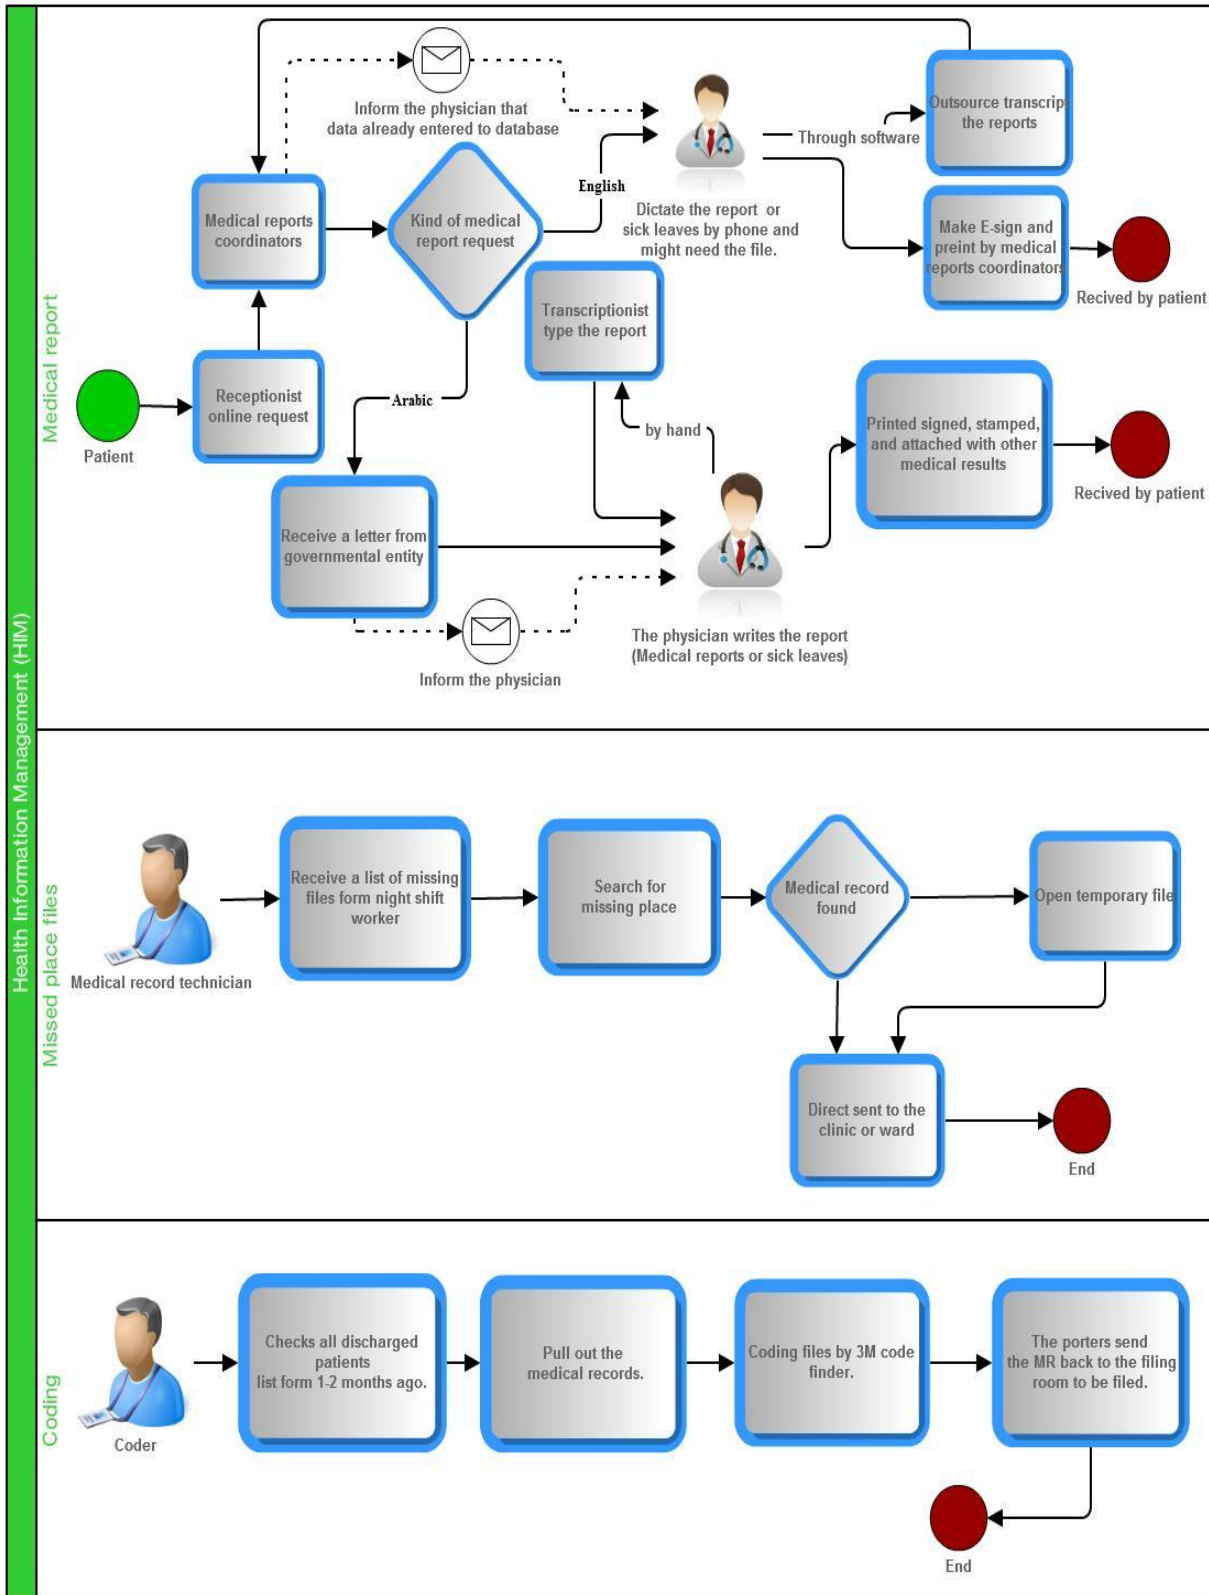 Health Information Management (HIM)
Medical report
Inform the physician that
data already entered to database
Outsource transcript
the reports
Through software
English
Medical reports
coordinators
Kind of medical
report request
Dictate the report or
sick leaves by phone and
might need the file.
Make E-sign and
preint by medical
reports coordinators
Recived by patient
Transcriptionist
type the report
Receptionist
online request
Arabic
Patient
by hand
Printed signed, stamped,
and attached with other
medical results
Recived by patient
Receive a letter from
governmental entity
Inform the physician
The physician writes the report
(Medical reports or sick leaves)
Missed place files
Medical record technician
Receive a list of missing
files form night shift
worker
Search for
missing place
Medical record
found
Open temporary file
Direct sent to the
clinic or ward
End
Coding
Coder
Checks all discharged
patients
list form 1-2 months ago.
Pull out the
medical records.
Coding files by 3M code
finder.
The porters send
the MR back to the filing
room to be filed.
End